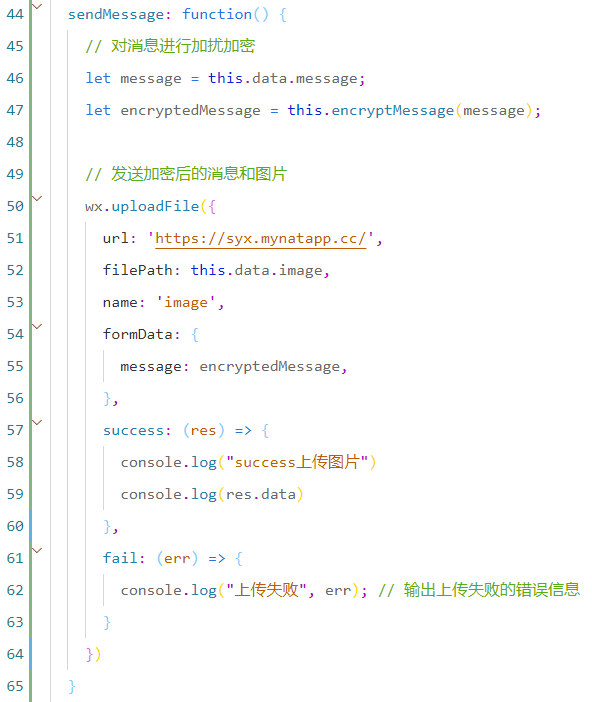 44 sendMessage: function() {
45 // 对消息进行加扰加密
46 let message = this.data.message;
47 let encryptedMessage = this.encryptMessage(message);
48
49 // 发送加密后的消息和图片
50 wx.uploadFile({
51 url: 'https://syx.mynatapp.cc/',
52 filePath: this.data.image,
53 name: 'image',
54 formData: {
55 message: encryptedMessage,
56 },
57 success: (res) => {
58 console.log("success上传图片")
59 console.log(res.data)
60 },
61 fail: (err) => {
62 console.log("上传失败", err); // 输出上传失败的错误信息
63 }
64 })
65 }